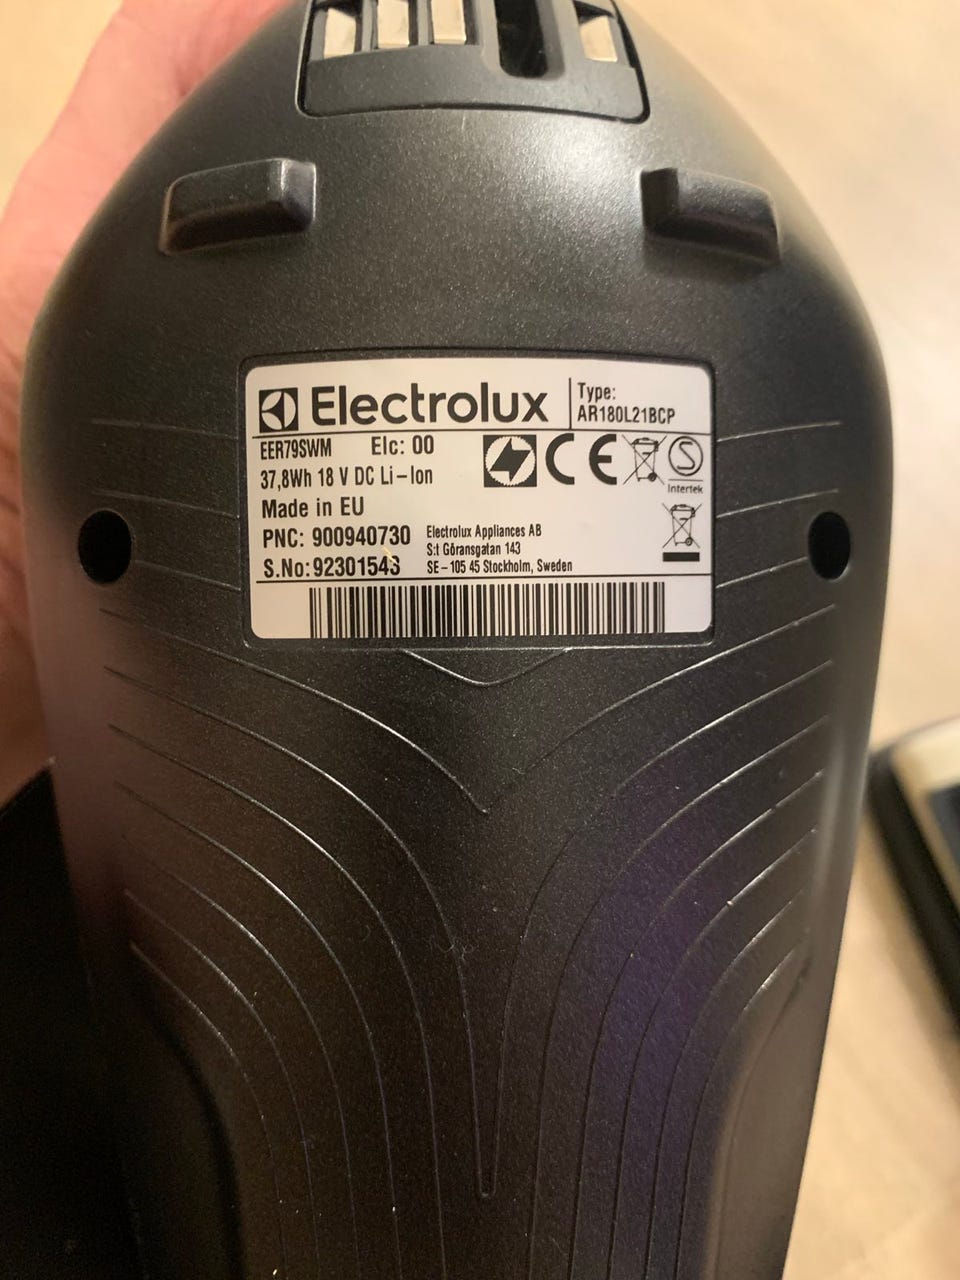 Electrolux
Type:
AR180L21BCP
EER79SWM Elc: 00
37,8Wh 18 V DC Li-Ion
CE
S
Intertek
Made in EU
PNC: 900940730
S.No: 92301543
Electrolux Appliances AB
S:t Göransgatan 143
SE-105 45 Stockholm, Sweden